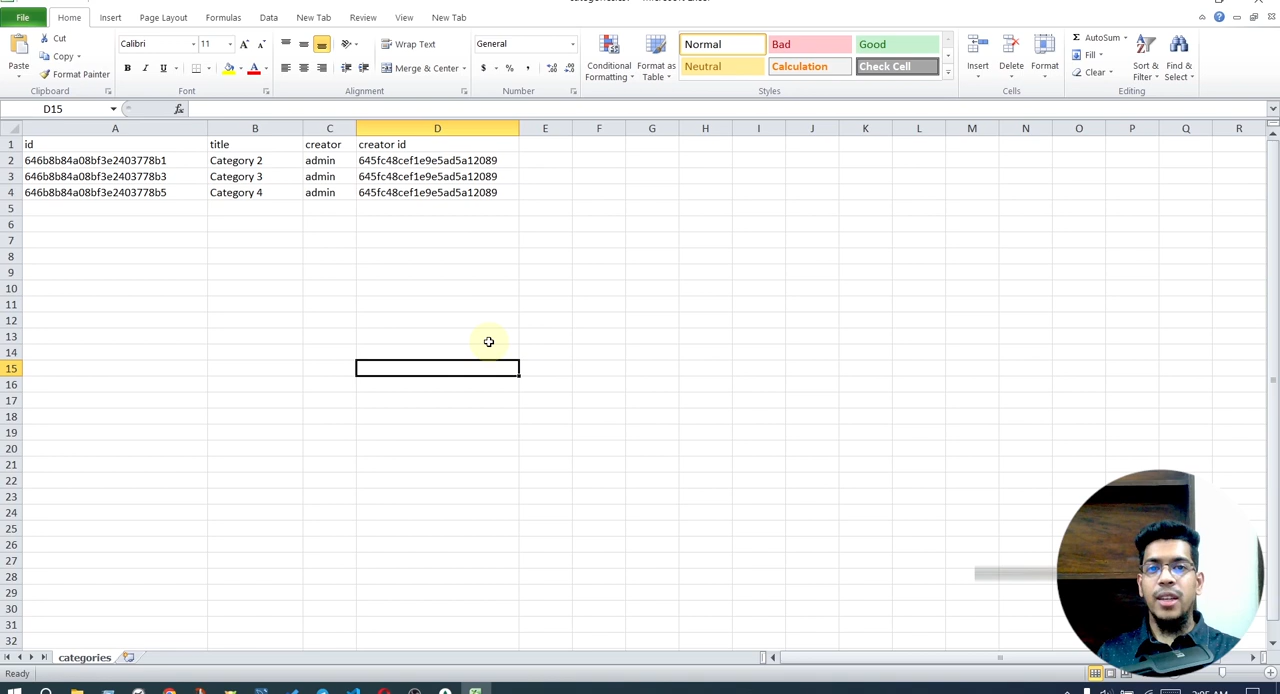 File Home Insert Page Layout Formulas Data New Tab Review View New Tab
Cut Calibri 11 Wrap Text General Normal Bad Good AutoSum
Copy Fill
Paste Format Painter Merge & Center $ % , Conditional Formatting Format as Table Neutral Calculation Check Cell Insert Delete Format Clear Sort & Filter Find & Select
Clipboard Font Alignment Number Styles Cells Editing
D15 fx
A B C D E F G H I J K L M N O P Q R
1 id title creator creator id
2 646b8b84a08bf3e2403778b1 Category 2 admin 645fc48cef1e9e5ad5a12089
3 646b8b84a08bf3e2403778b3 Category 3 admin 645fc48cef1e9e5ad5a12089
4 646b8b84a08bf3e2403778b5 Category 4 admin 645fc48cef1e9e5ad5a12089
5
6
7
8
9
10
11
12
13
14
15
16
17
18
19
20
21
22
23
24
25
26
27
28
29
30
31
32
categories
Ready